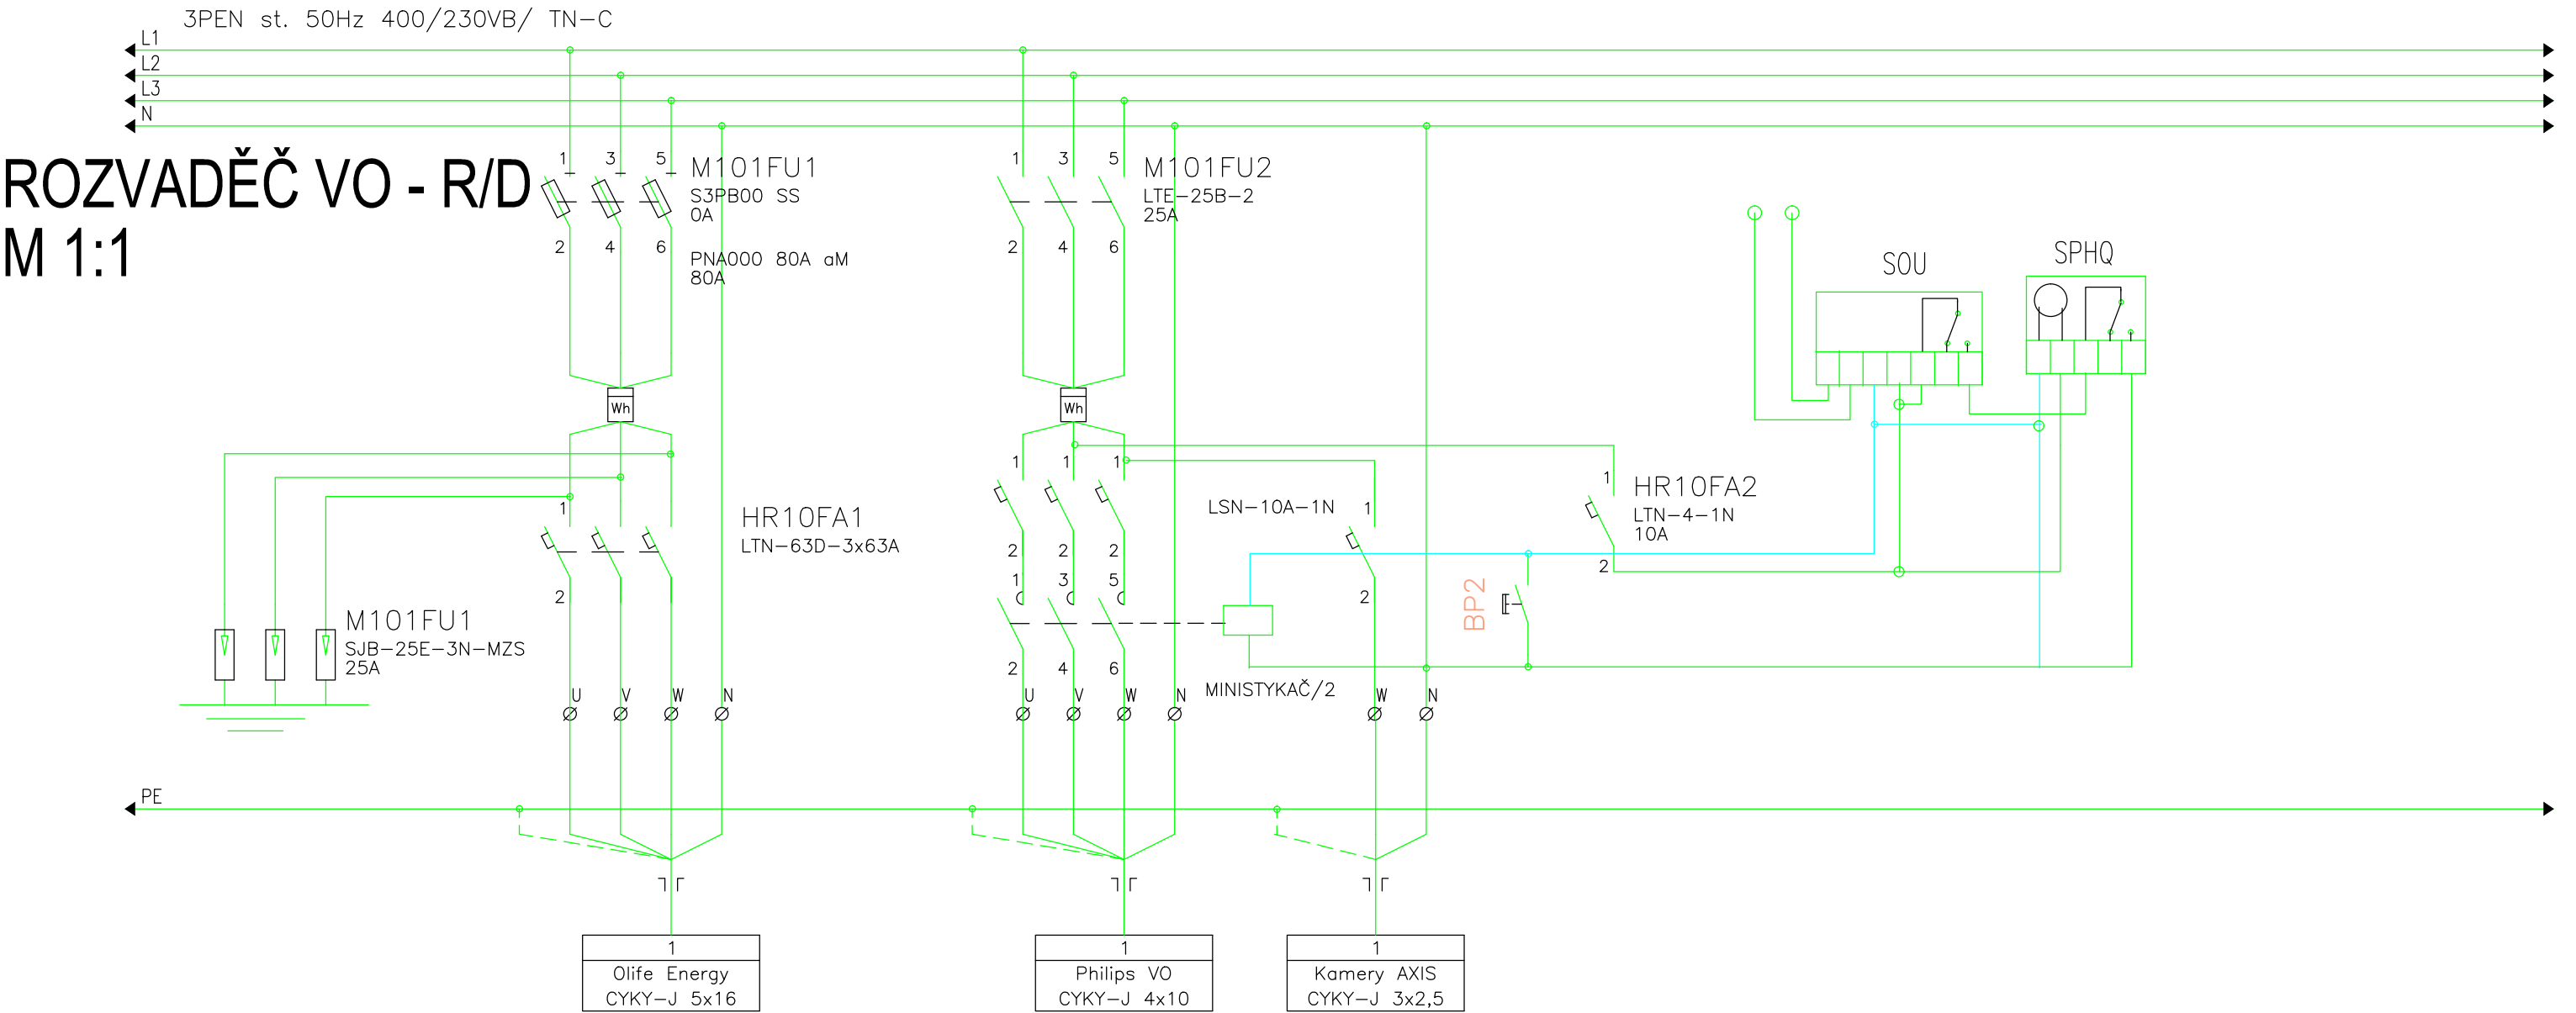 3PEN st. 50Hz 400/230VB/ TN-C
L1
L2
L3
N
ROZVADĚČ VO - R/D
M 1:1
1 3 5
M101FU1
S3PB00 SS
0A
2 4 6
PNA000 80A aM
80A
1 3 5
M101FU2
LTE-25B-2
25A
2 4 6
SOU
SPHQ
Wh
Wh
1
HR10FA1
LTN-63D-3x63A
2
M101FU1
SJB-25E-3N-MZS
25A
1 1 1
2 2 2
1 3 5
2 4 6
LSN-10A-1N
1
2
1
HR10FA2
LTN-4-1N
10A
2
BP2
MINISTYKAČ/2
U V W N
U V W N
W N
PE
1
Olife Energy
CYKY-J 5x16
1
Philips VO
CYKY-J 4x10
1
Kamery AXIS
CYKY-J 3x2,5